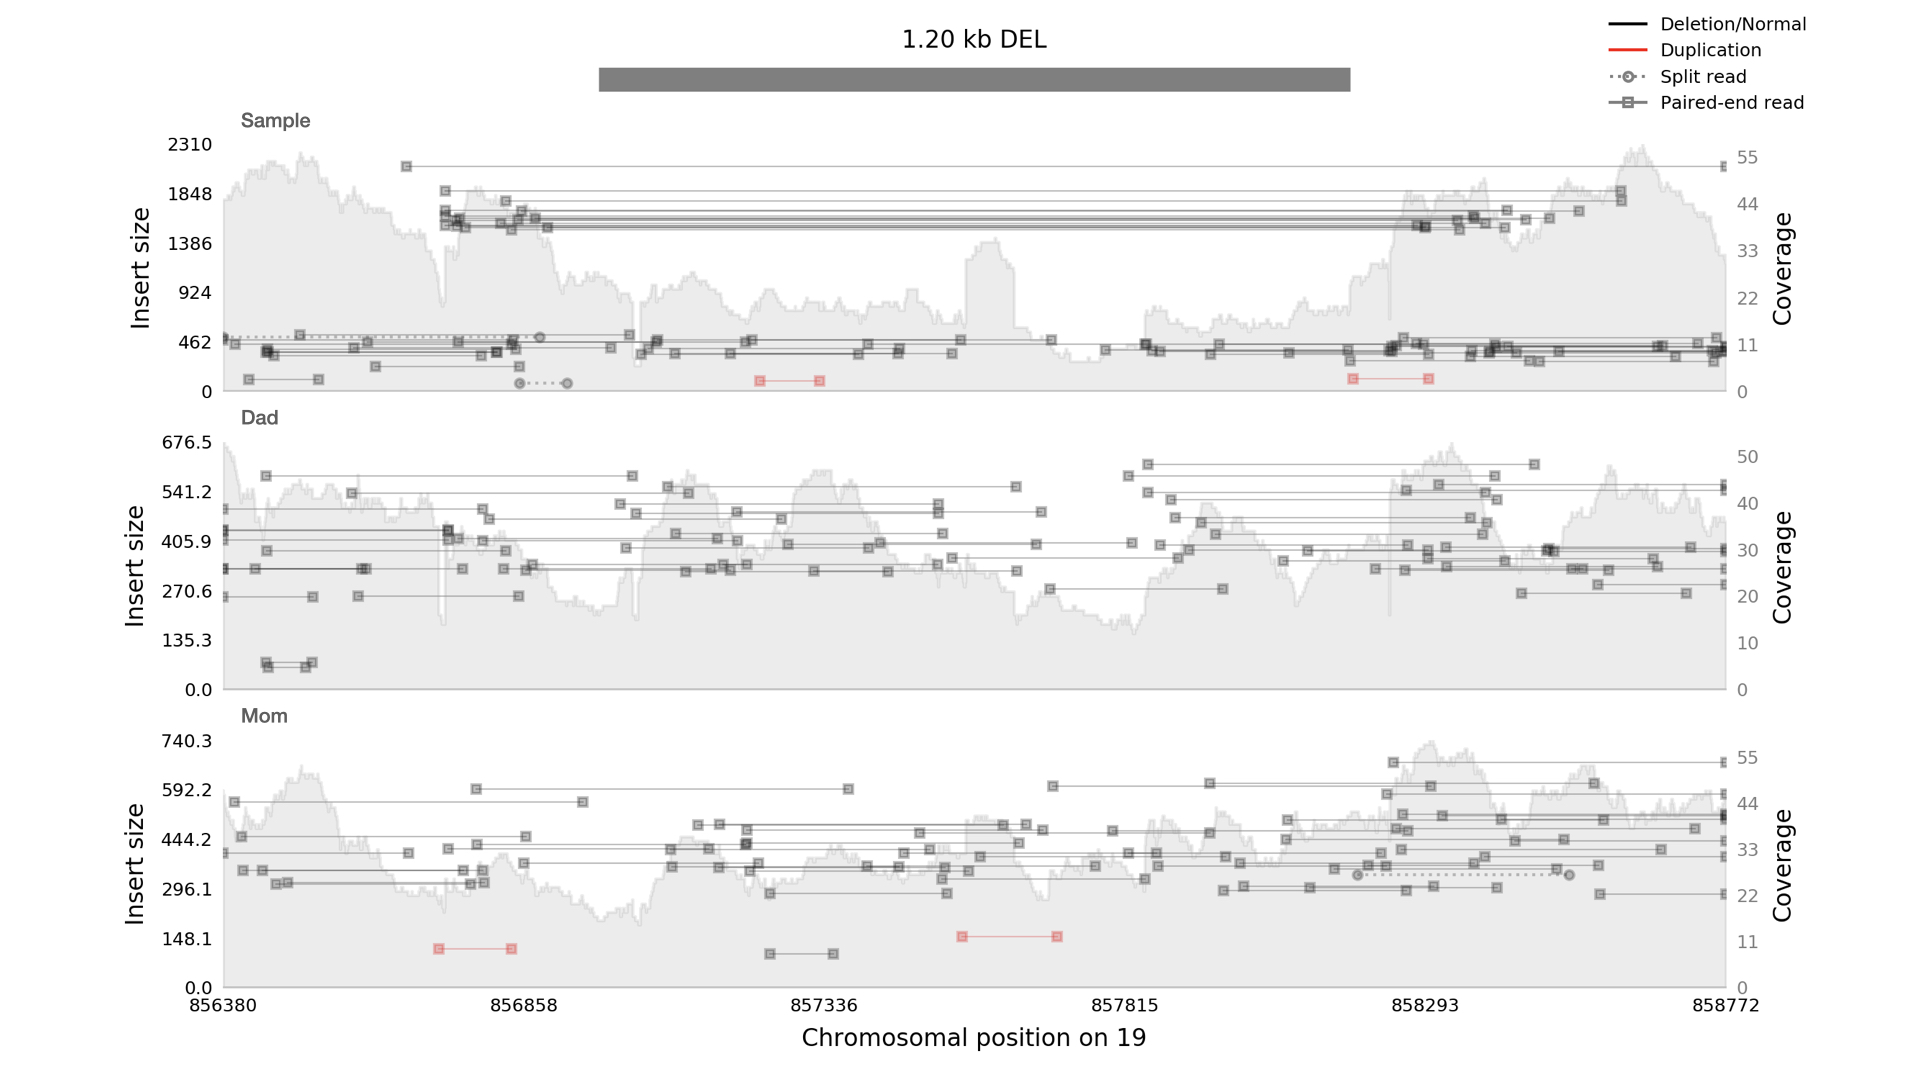 1.20 kb DEL
Deletion/Normal
Duplication
Split read
Paired-end read
Sample
Insert size
2310
1848
1386
924
462
0
Coverage
55
44
33
22
11
0
Dad
Insert size
676.5
541.2
405.9
270.6
135.3
0.0
Coverage
50
40
30
20
10
0
Mom
Insert size
740.3
592.2
444.2
296.1
148.1
0.0
Coverage
55
44
33
22
11
0
856380 856858 857336 857815 858293 858772
Chromosomal position on 19